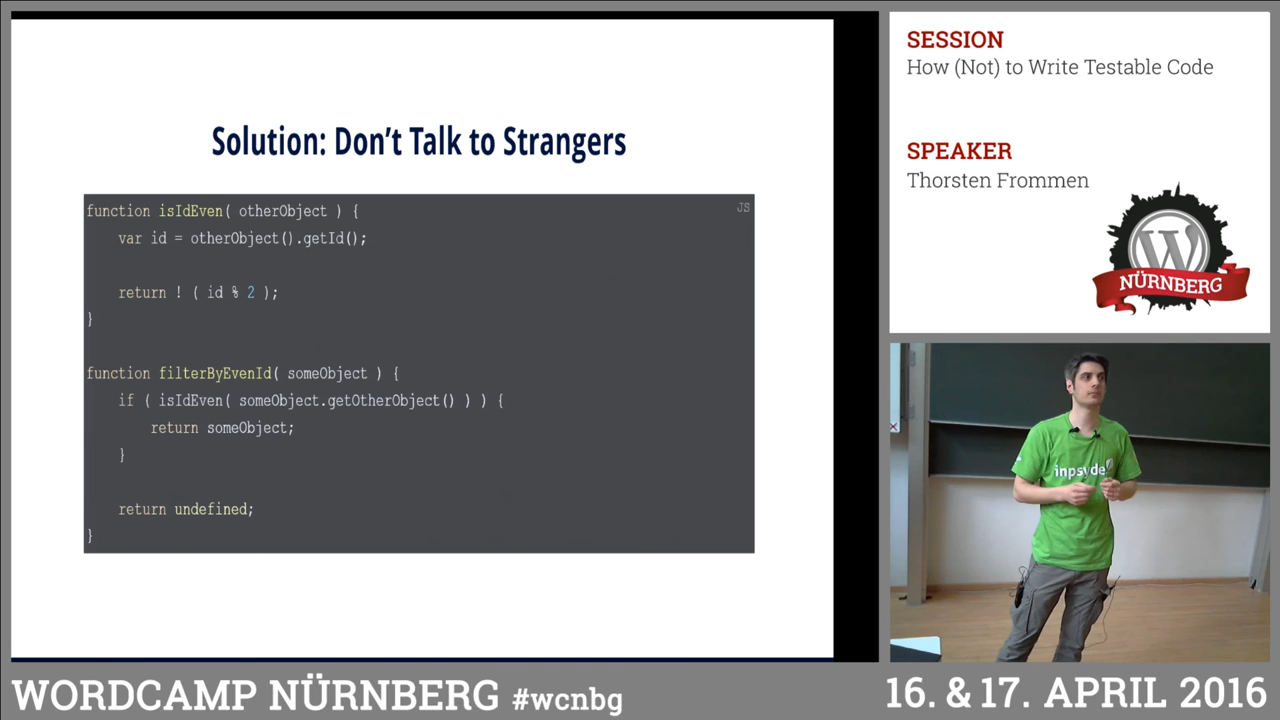 Solution: Don't Talk to Strangers
JS
function isIdEven( otherObject ) {
    var id = otherObject().getId();
    return ! ( id % 2 );
}
function filterByEvenId( someObject ) {
    if ( isIdEven( someObject.getOtherObject() ) ) {
        return someObject;
    }
    return undefined;
}
SESSION
How (Not) to Write Testable Code
SPEAKER
Thorsten Frommen
W
NÜRNBERG
inpsyde
WORDCAMP NÜRNBERG #wcnbg
16. & 17. APRIL 2016